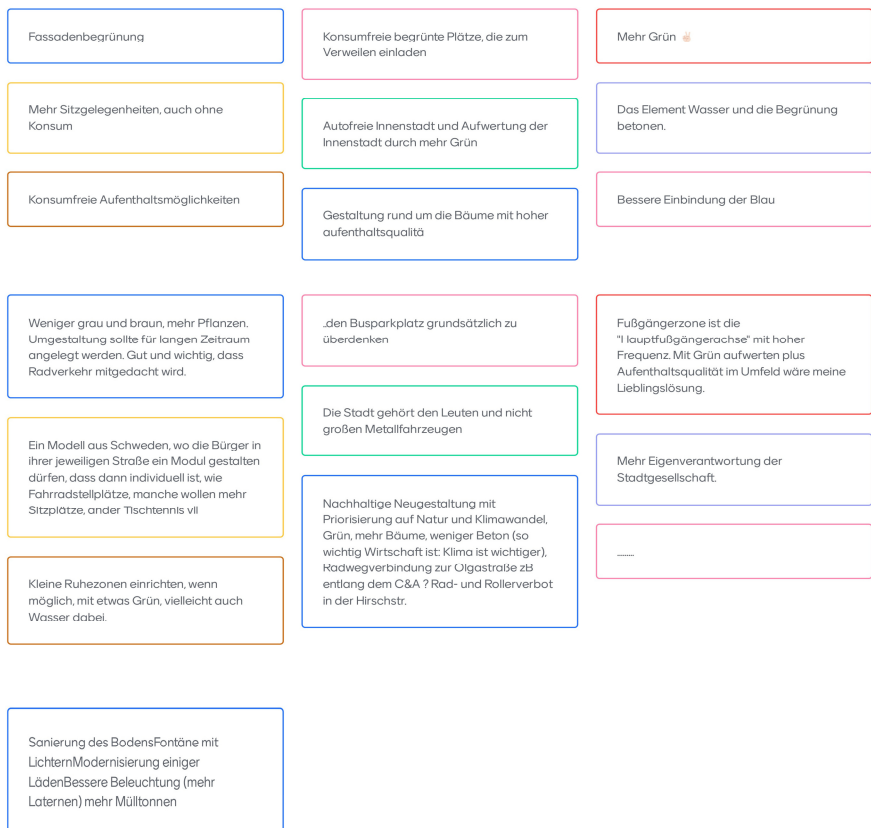 Fassadenbegrünung
Mehr Sitzgelegenheiten, auch ohne
Konsum
Konsumfreie Aufenthaltsmöglichkeiten
Konsumfreie begrünte Plätze, die zum
Verweilen einladen
Autofreie Innenstadt und Aufwertung der
Innenstadt durch mehr Grün
Gestaltung rund um die Bäume mit hoher
aufenthaltsqualitä
Mehr Grün ✌🏻
Das Element Wasser und die Begrünung
betonen.
Bessere Einbindung der Blau
Weniger grau und braun, mehr Pflanzen.
Umgestaltung sollte für langen Zeitraum
angelegt werden. Gut und wichtig, dass
Radverkehr mitgedacht wird.
Ein Modell aus Schweden, wo die Bürger in
ihrer jeweiligen Straße ein Modul gestalten
dürfen, dass dann individuell ist, wie
Fahrradstellplätze, manche wollen mehr
Sitzplätze, ander Tischtennis vll
Kleine Ruhezonen einrichten, wenn
möglich, mit etwas Grün, vielleicht auch
Wasser dabei.
..den Busparkplatz grundsätzlich zu
überdenken
Die Stadt gehört den Leuten und nicht
großen Metallfahrzeugen
Nachhaltige Neugestaltung mit
Priorisierung auf Natur und Klimawandel,
Grün, mehr Bäume, weniger Beton (so
wichtig Wirtschaft ist: Klima ist wichtiger),
Radwegverbindung zur Olgastraße zB
entlang dem C&A ? Rad- und Rollerverbot
in der Hirschstr.
Fußgängerzone ist die
"Hauptfußgängerachse" mit hoher
Frequenz. Mit Grün aufwerten plus
Aufenthaltsqualität im Umfeld wäre meine
Lieblingslösung.
Mehr Eigenverantwortung der
Stadtgesellschaft.
.........
Sanierung des BodensFontäne mit
LichternModernisierung einiger
LädenBessere Beleuchtung (mehr
Laternen) mehr Mülltonnen